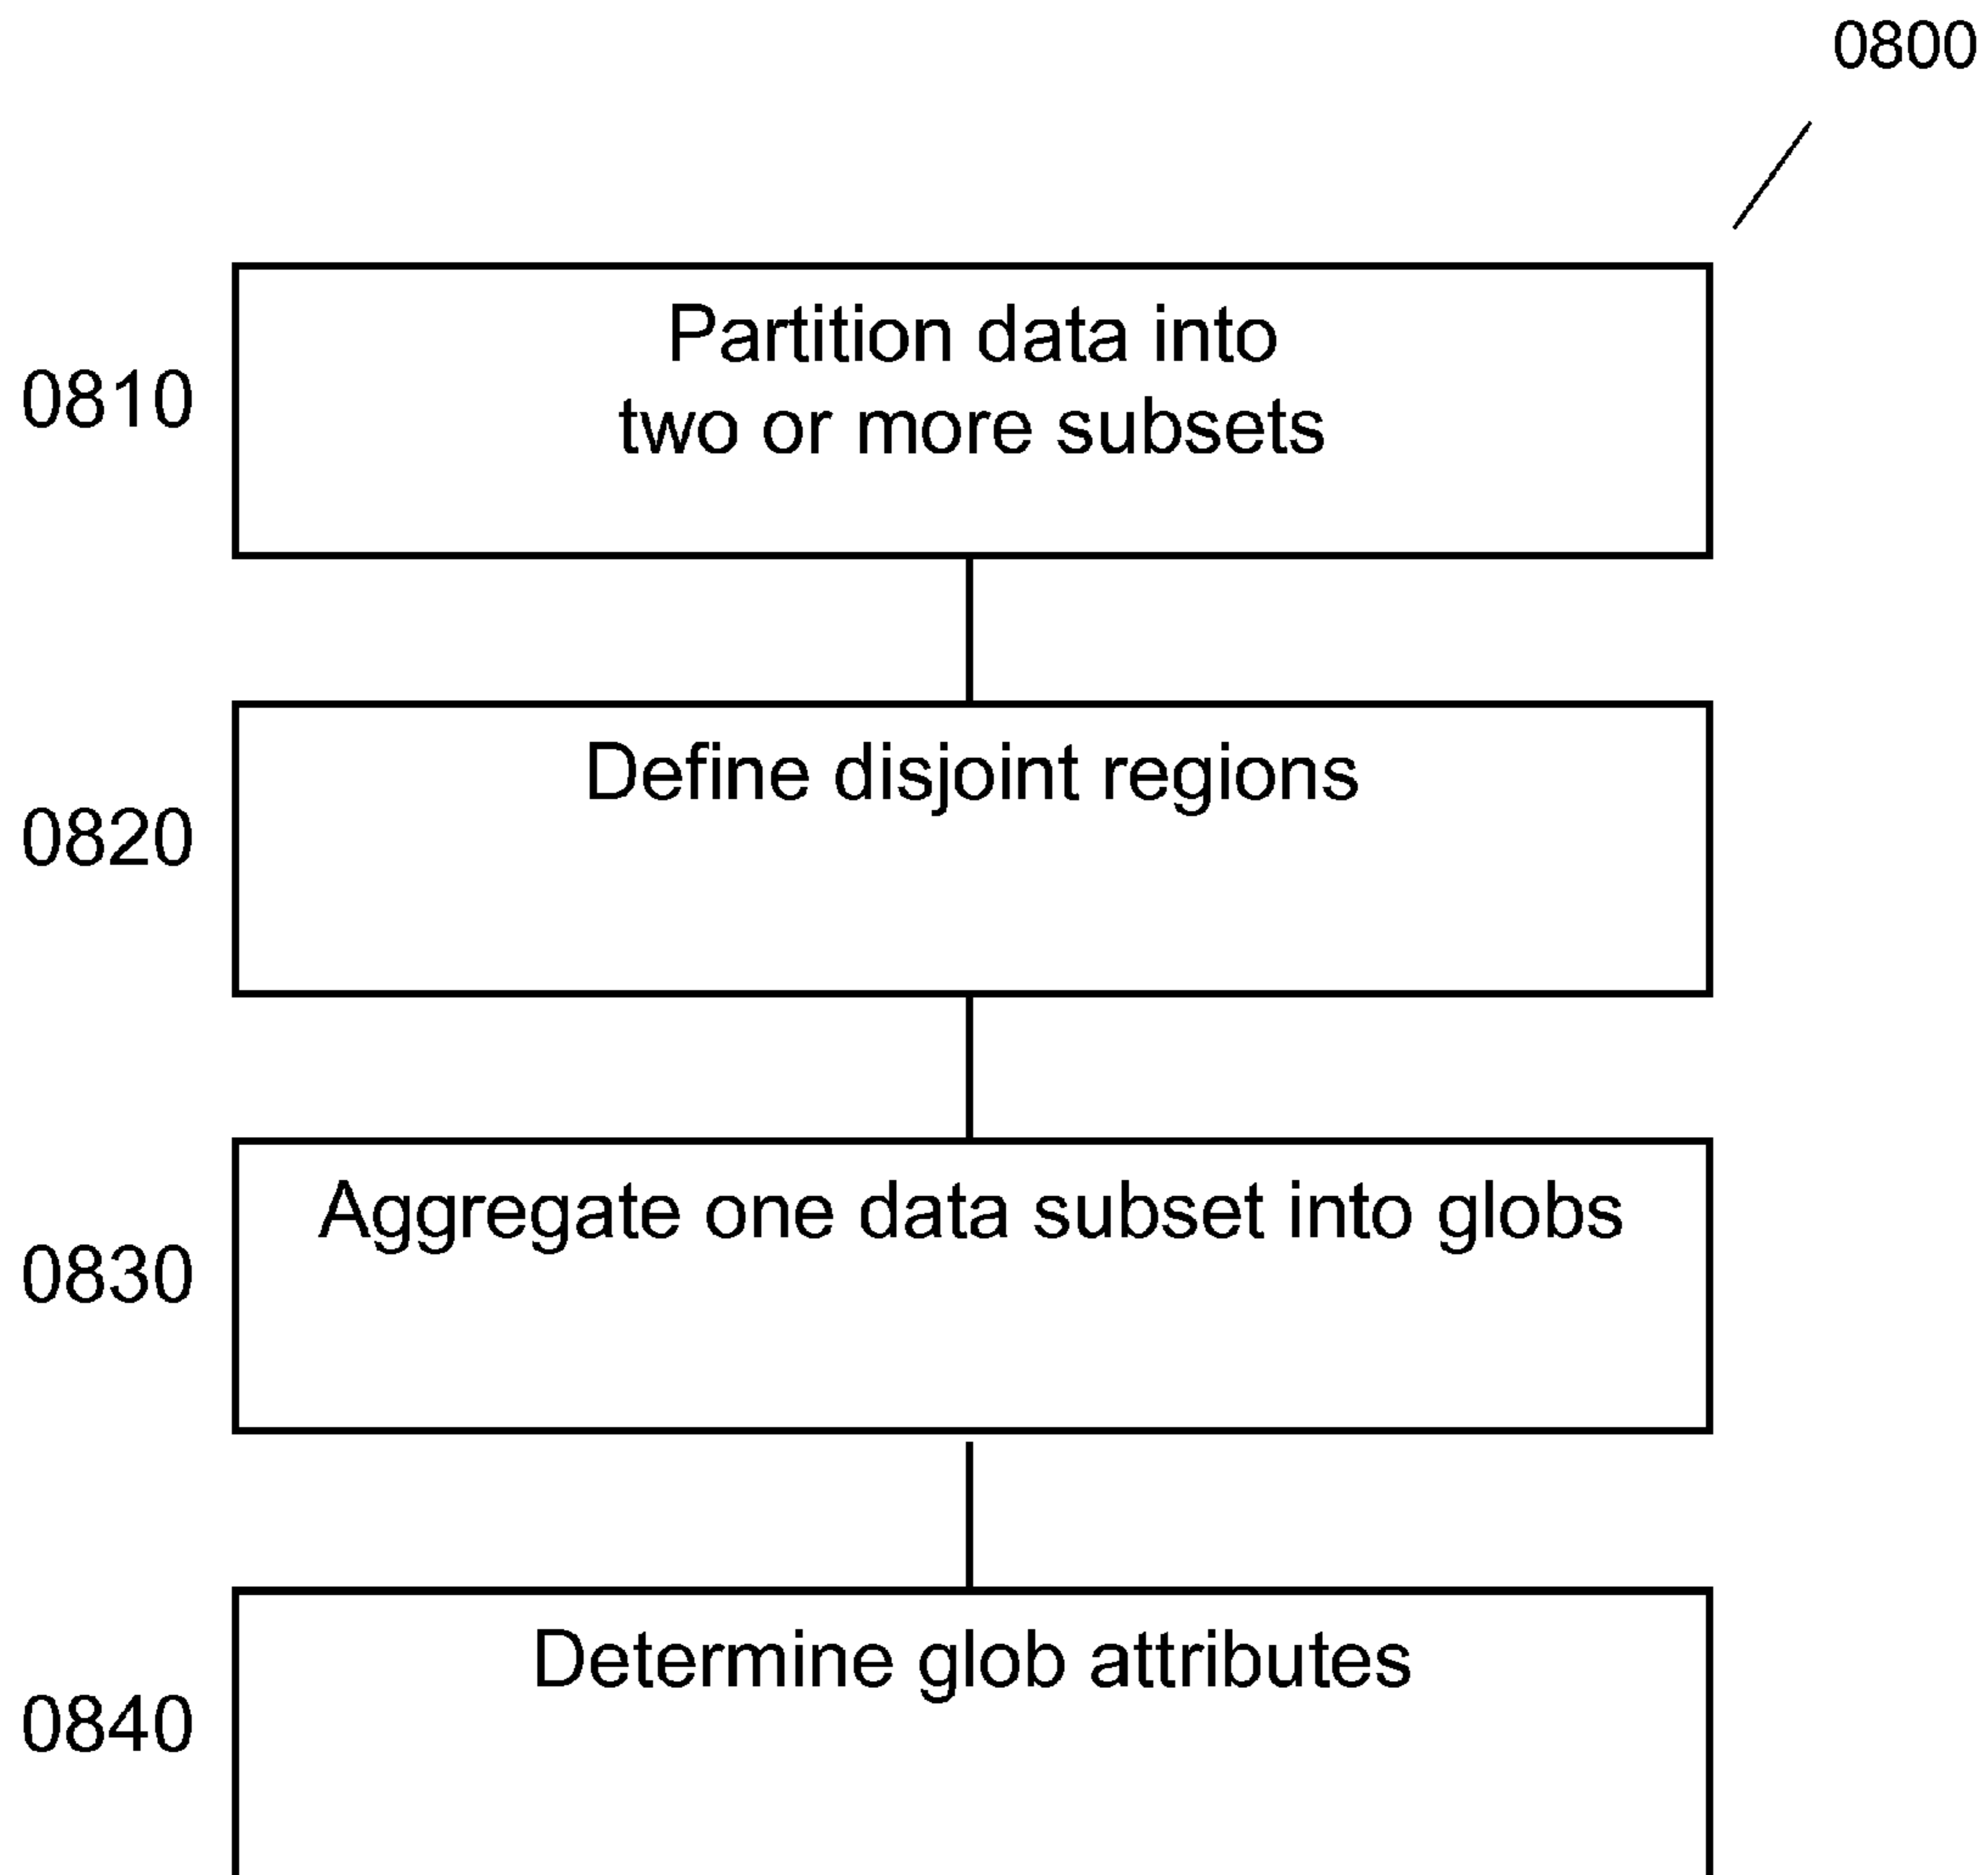 0800
0810
Partition data into
two or more subsets
0820
Define disjoint regions
0830
Aggregate one data subset into globs
0840
Determine glob attributes